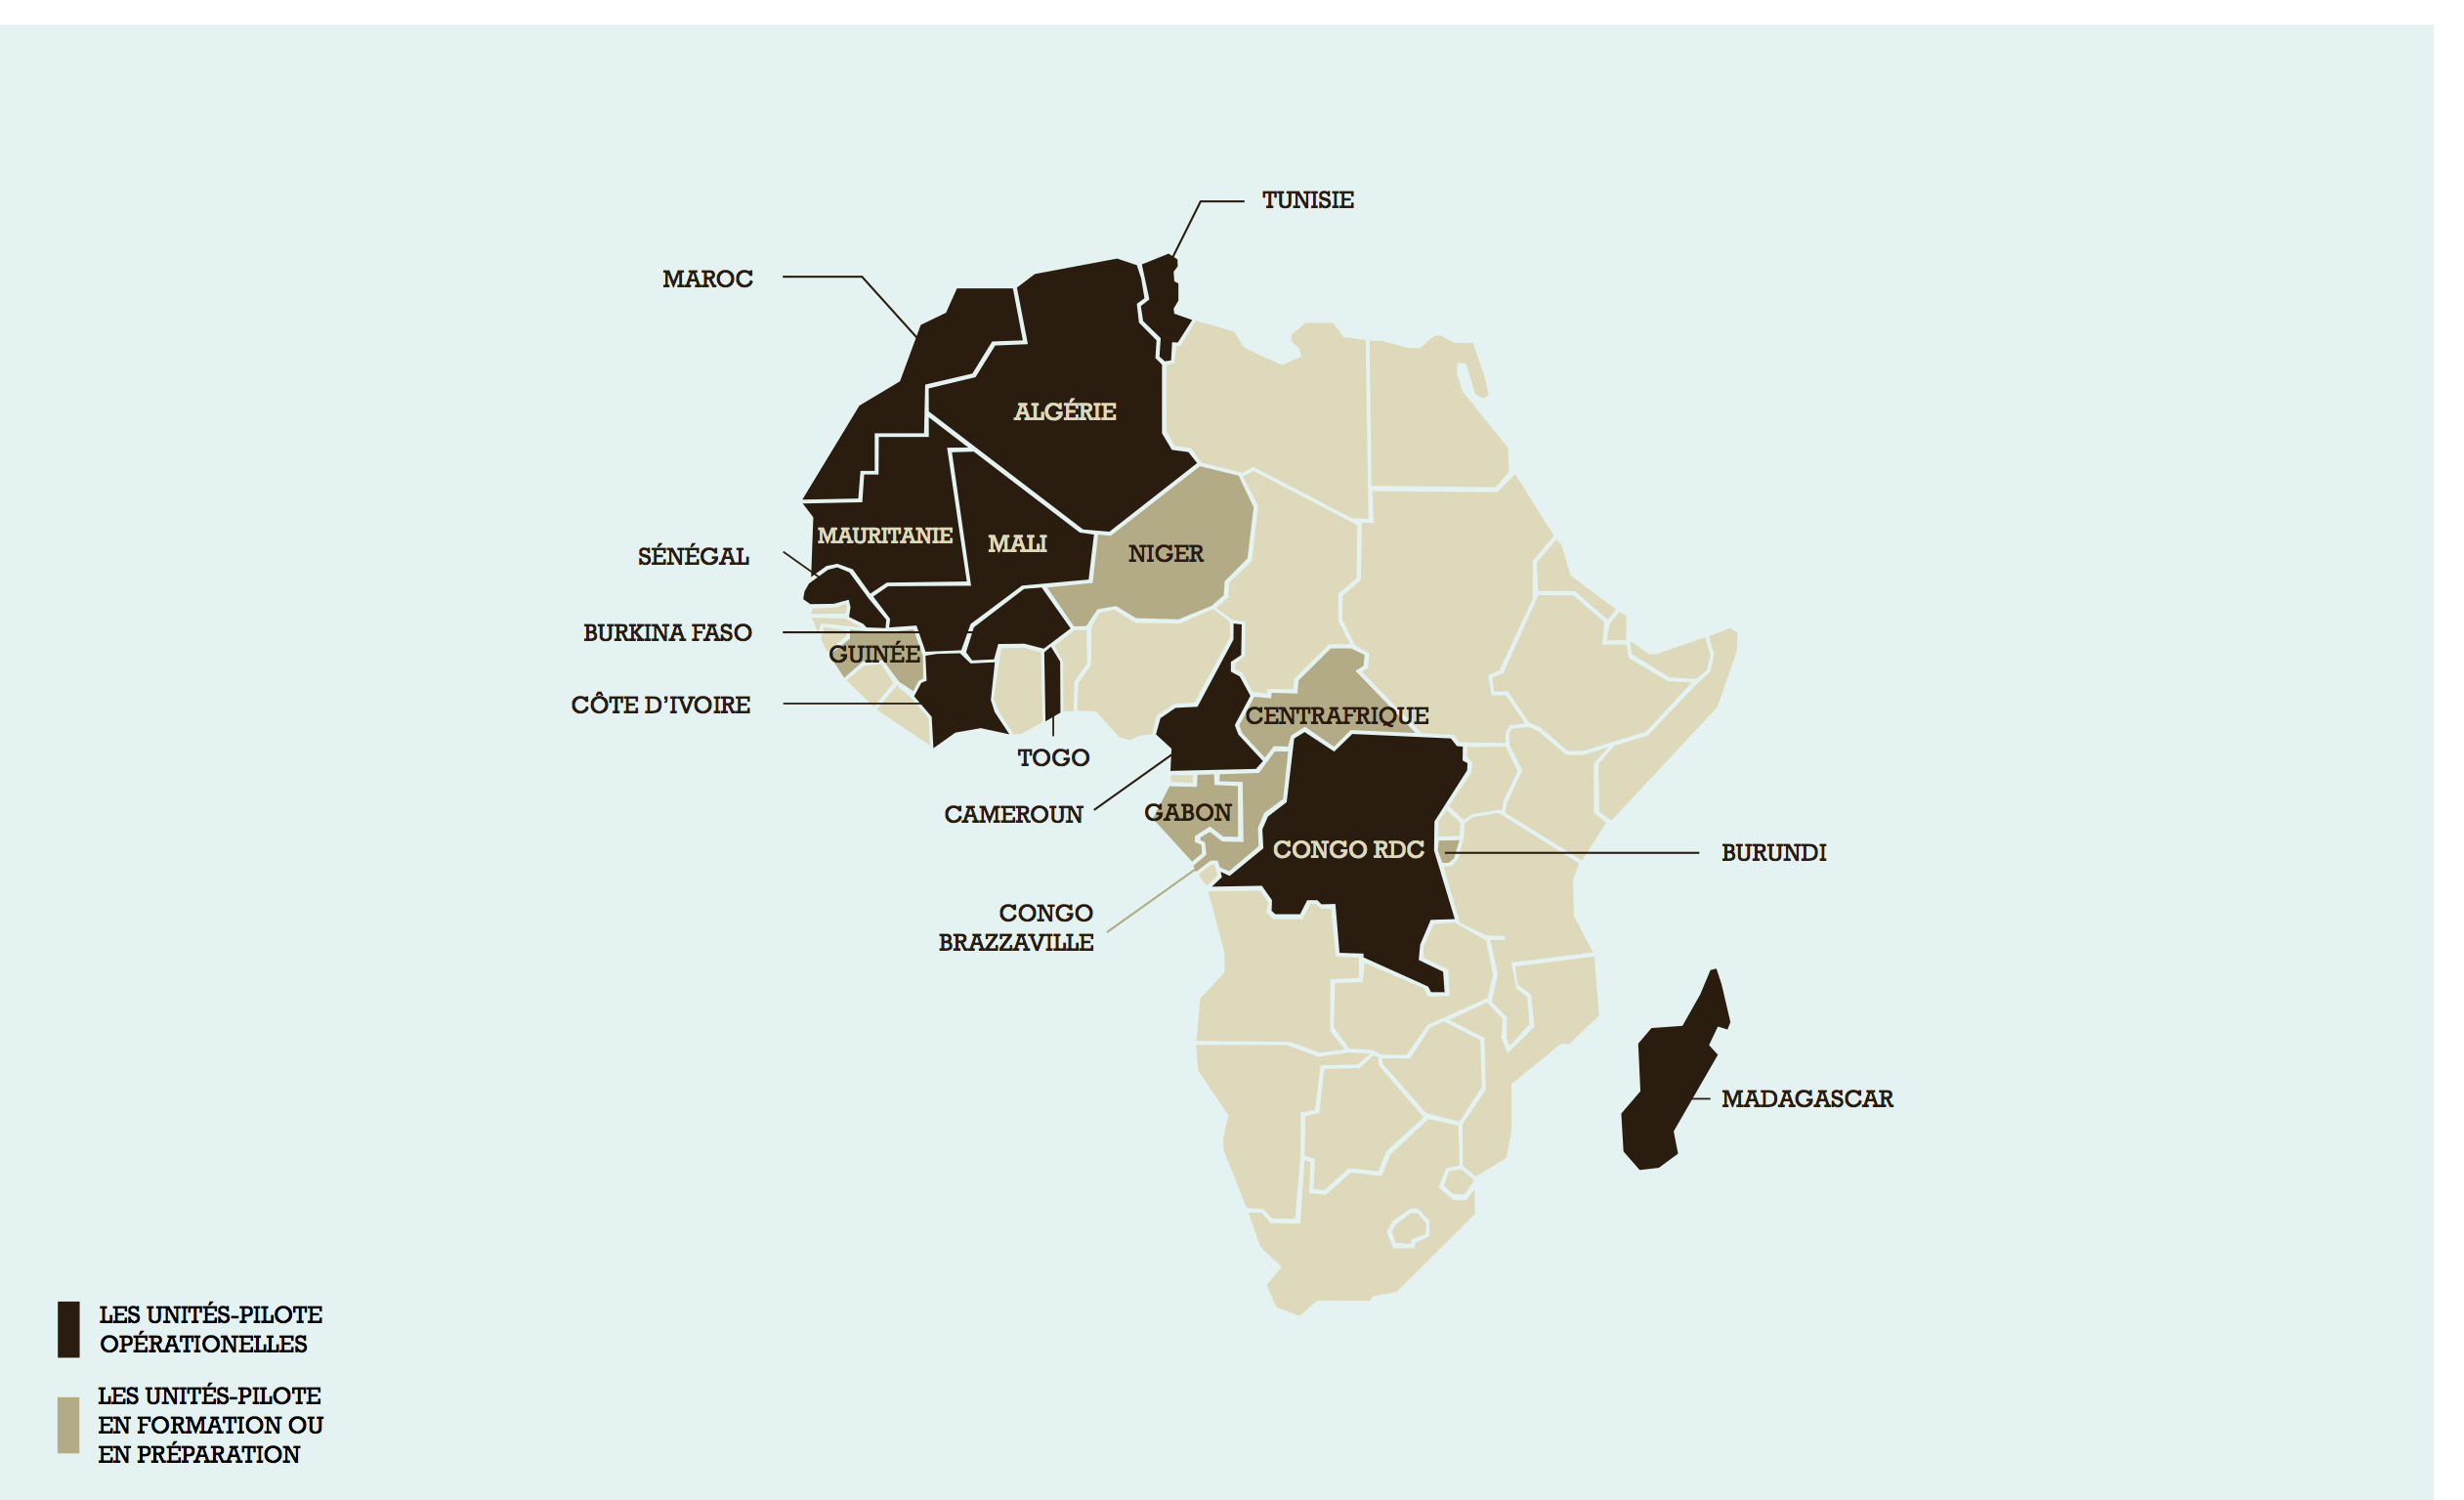 TUNISIE
MAROC
ALGÉRIE
MAURITANIE
MALI
NIGER
SÉNÉGAL
BURKINA FASO
GUINÉE
CÔTE D’IVOIRE
CENTRAFRIQUE
TOGO
CAMEROUN
GABON
CONGO RDC
BURUNDI
CONGO
BRAZZAVILLE
MADAGASCAR
LES UNITÉS-PILOTE
OPÉRATIONELLES
LES UNITÉS-PILOTE
EN FORMATION OU
EN PRÉPARATION